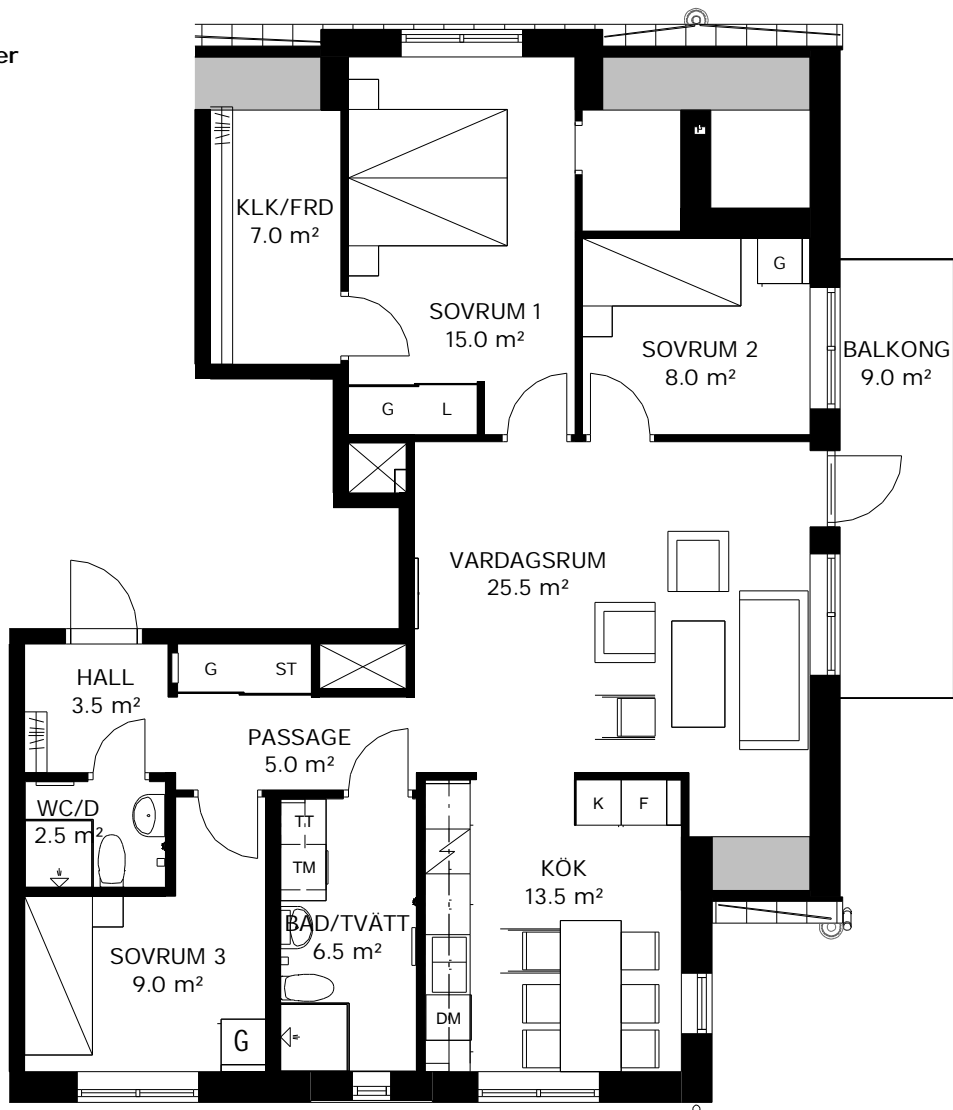 er
KLK/FRD
7.0 m²
SOVRUM 1
15.0 m²
G
SOVRUM 2
8.0 m²
BALKONG
9.0 m²
G L
VARDAGSRUM
25.5 m²
HALL
3.5 m²
G ST
PASSAGE
5.0 m²
WC/D
2.5 m²
TT
TM
K F
KÖK
13.5 m²
BAD/TVÄTT
6.5 m²
SOVRUM 3
9.0 m²
DM
G